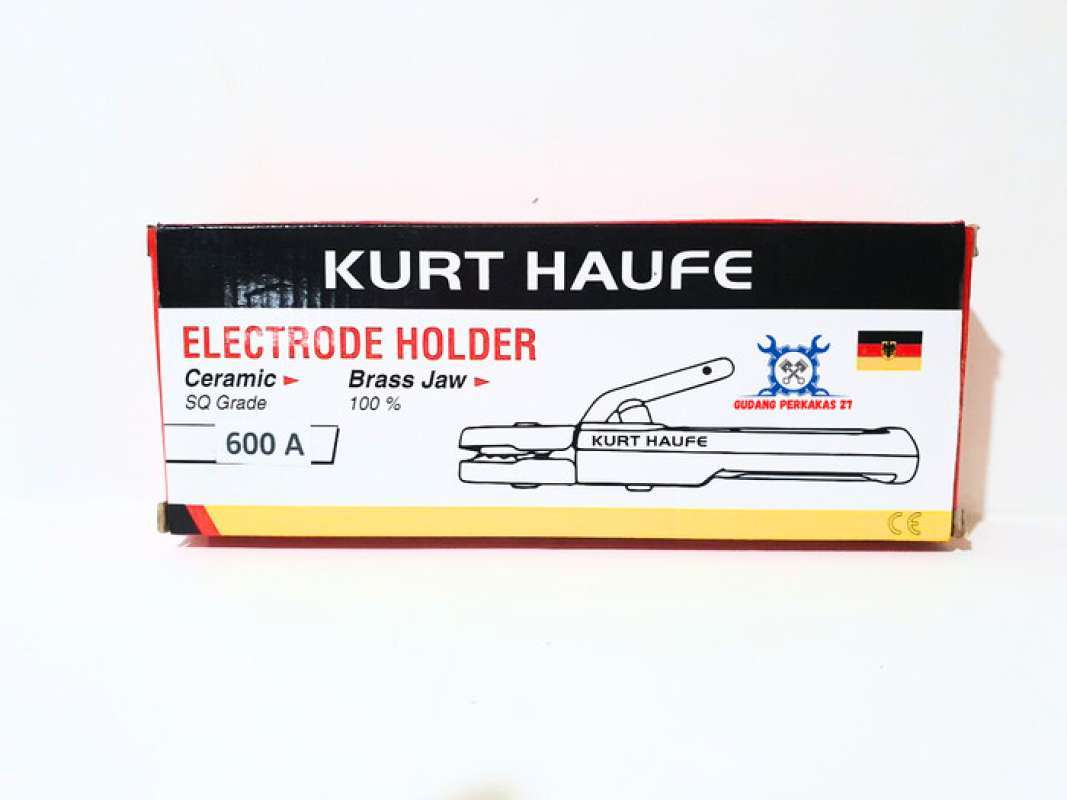 KURT HAUFE
ELECTRODE HOLDER
Ceramic Brass Jaw
SQ Grade 100 %
600 A
GUDANG PERKAKAS 27
KURT HAUFE
CE